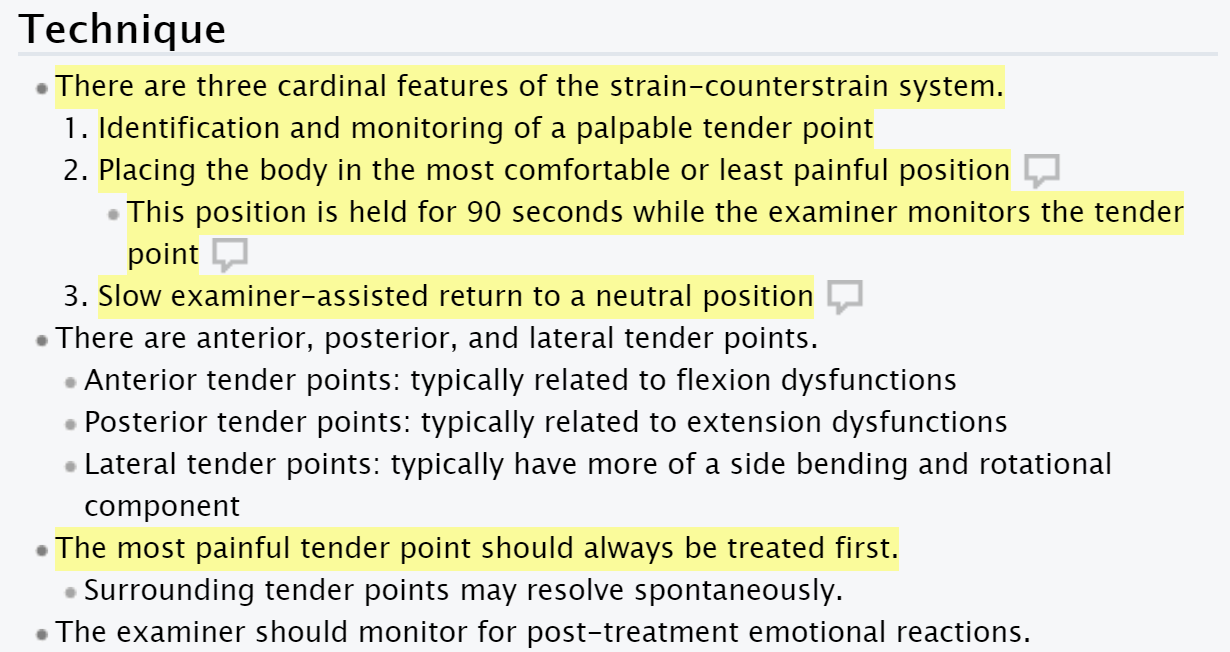 Technique
There are three cardinal features of the strain-counterstrain system.
1. Identification and monitoring of a palpable tender point
2. Placing the body in the most comfortable or least painful position
This position is held for 90 seconds while the examiner monitors the tender
point
3. Slow examiner-assisted return to a neutral position
There are anterior, posterior, and lateral tender points.
Anterior tender points: typically related to flexion dysfunctions
Posterior tender points: typically related to extension dysfunctions
Lateral tender points: typically have more of a side bending and rotational
component
The most painful tender point should always be treated first.
Surrounding tender points may resolve spontaneously.
The examiner should monitor for post-treatment emotional reactions.